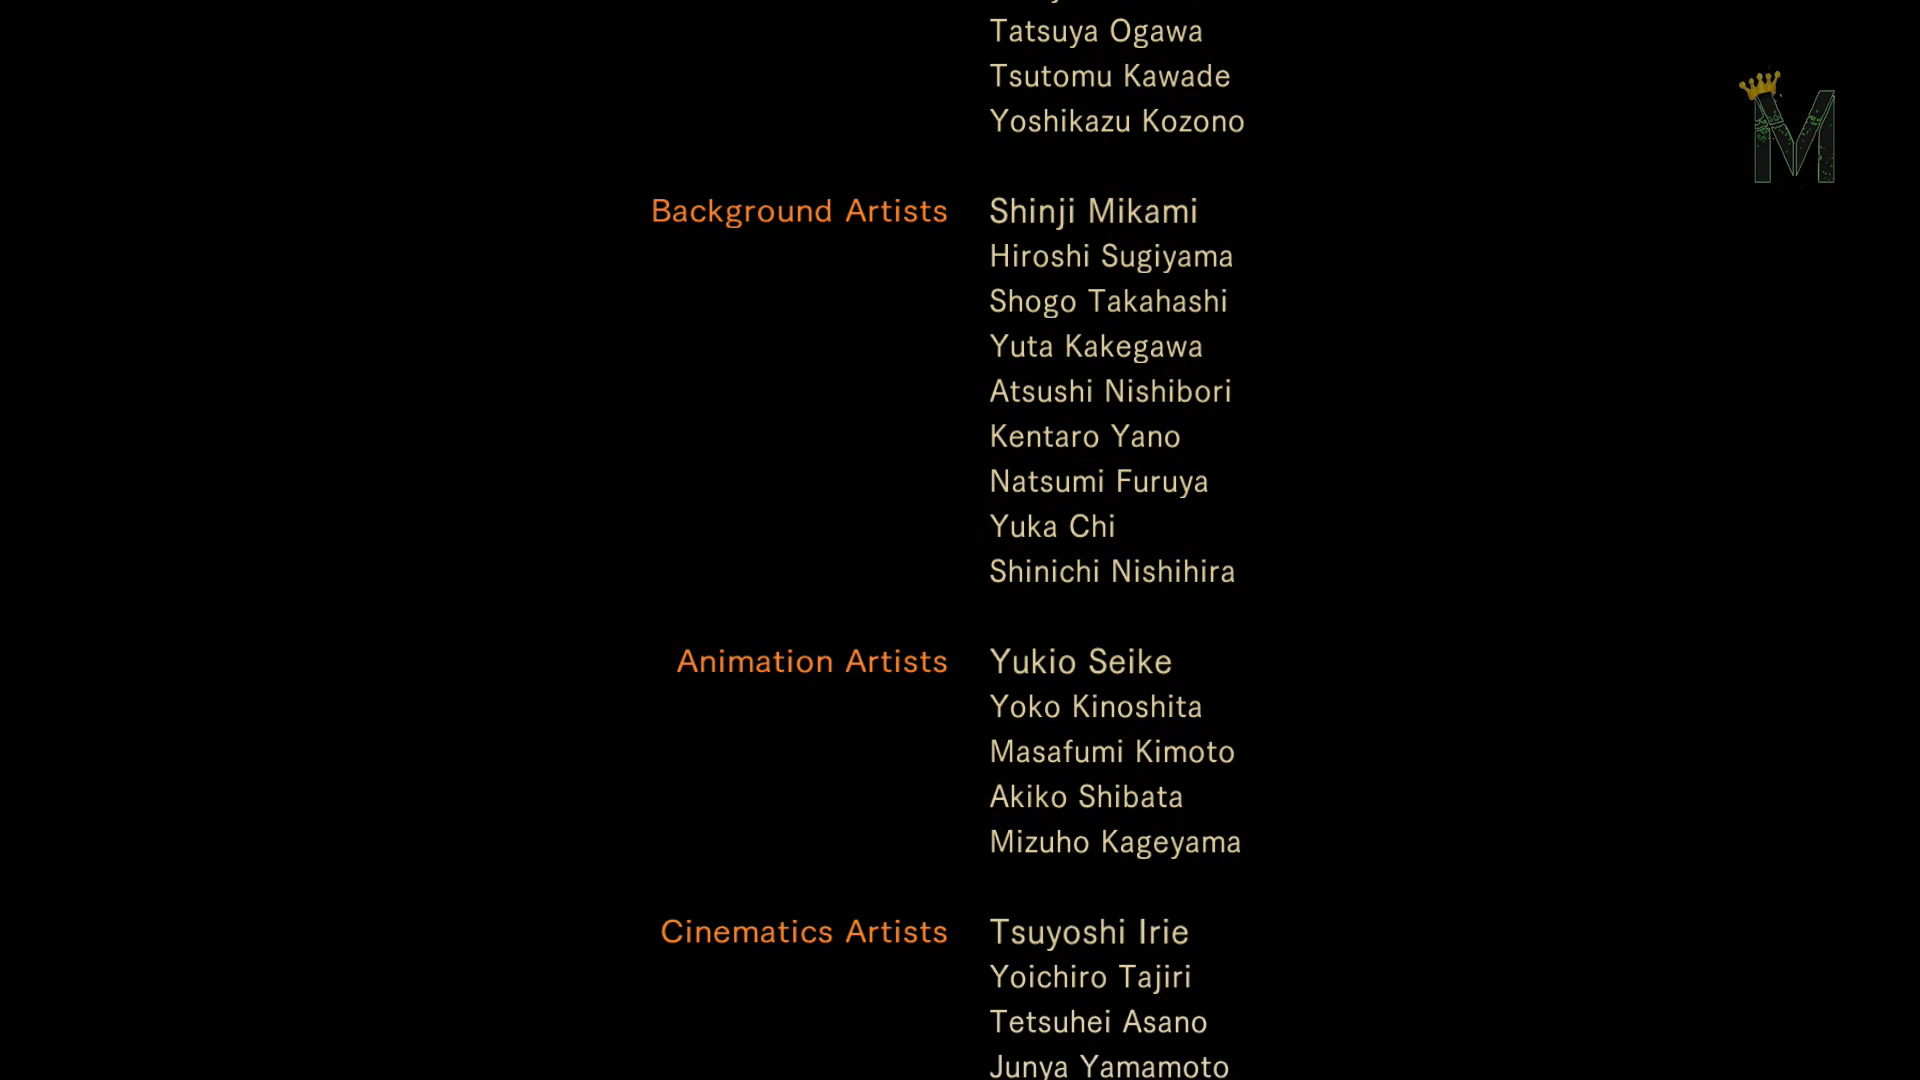 Tatsuya Ogawa
Tsutomu Kawade
Yoshikazu Kozono
M
Background Artists Shinji Mikami
Hiroshi Sugiyama
Shogo Takahashi
Yuta Kakegawa
Atsushi Nishibori
Kentaro Yano
Natsumi Furuya
Yuka Chi
Shinichi Nishihira
Animation Artists Yukio Seike
Yoko Kinoshita
Masafumi Kimoto
Akiko Shibata
Mizuho Kageyama
Cinematics Artists Tsuyoshi Irie
Yoichiro Tajiri
Tetsuhei Asano
Junya Yamamoto